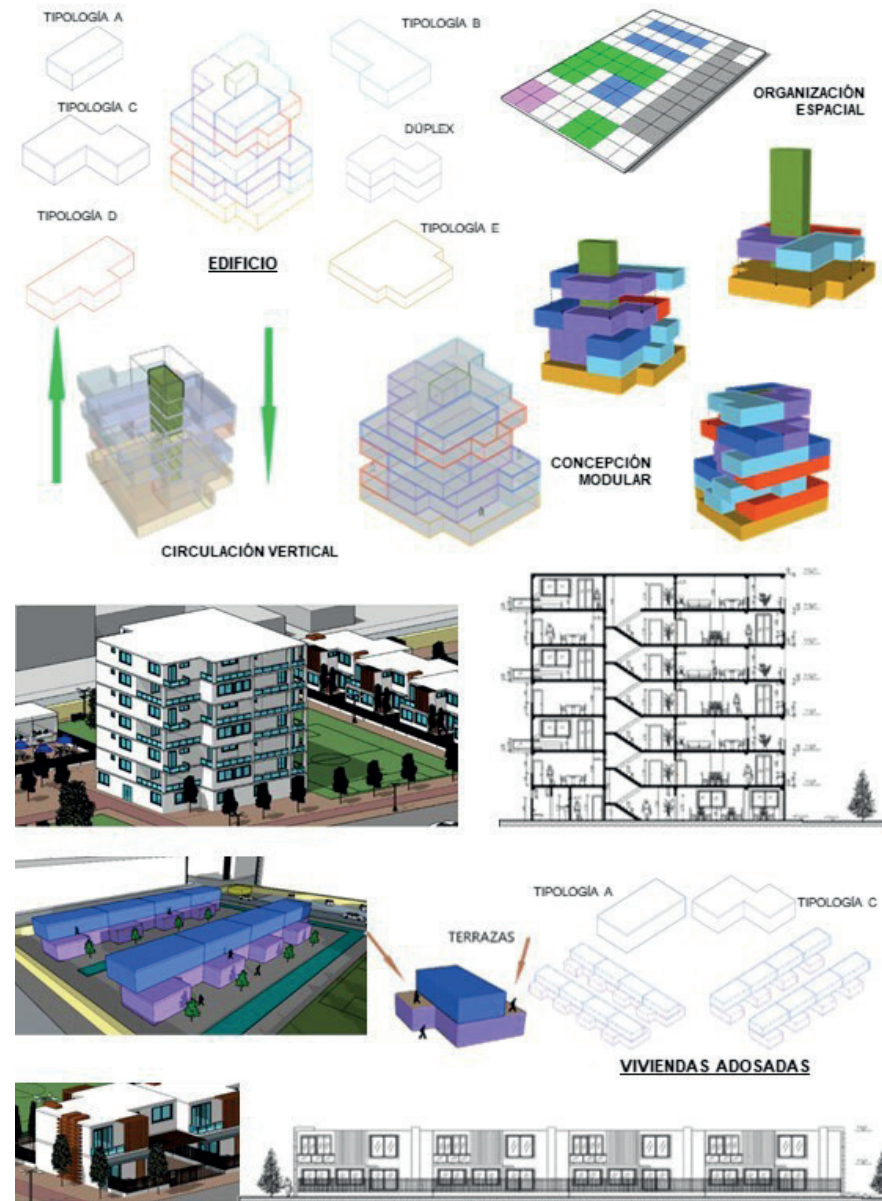 TIPOLOGÍA A
TIPOLOGÍA B
TIPOLOGÍA C
DÚPLEX
ORGANIZACIÓN
ESPACIAL
TIPOLOGÍA D
TIPOLOGÍA E
EDIFICIO
CONCEPCIÓN
MODULAR
CIRCULACIÓN VERTICAL
TIPOLOGÍA A
TIPOLOGÍA C
TERRAZAS
VIVIENDAS ADOSADAS